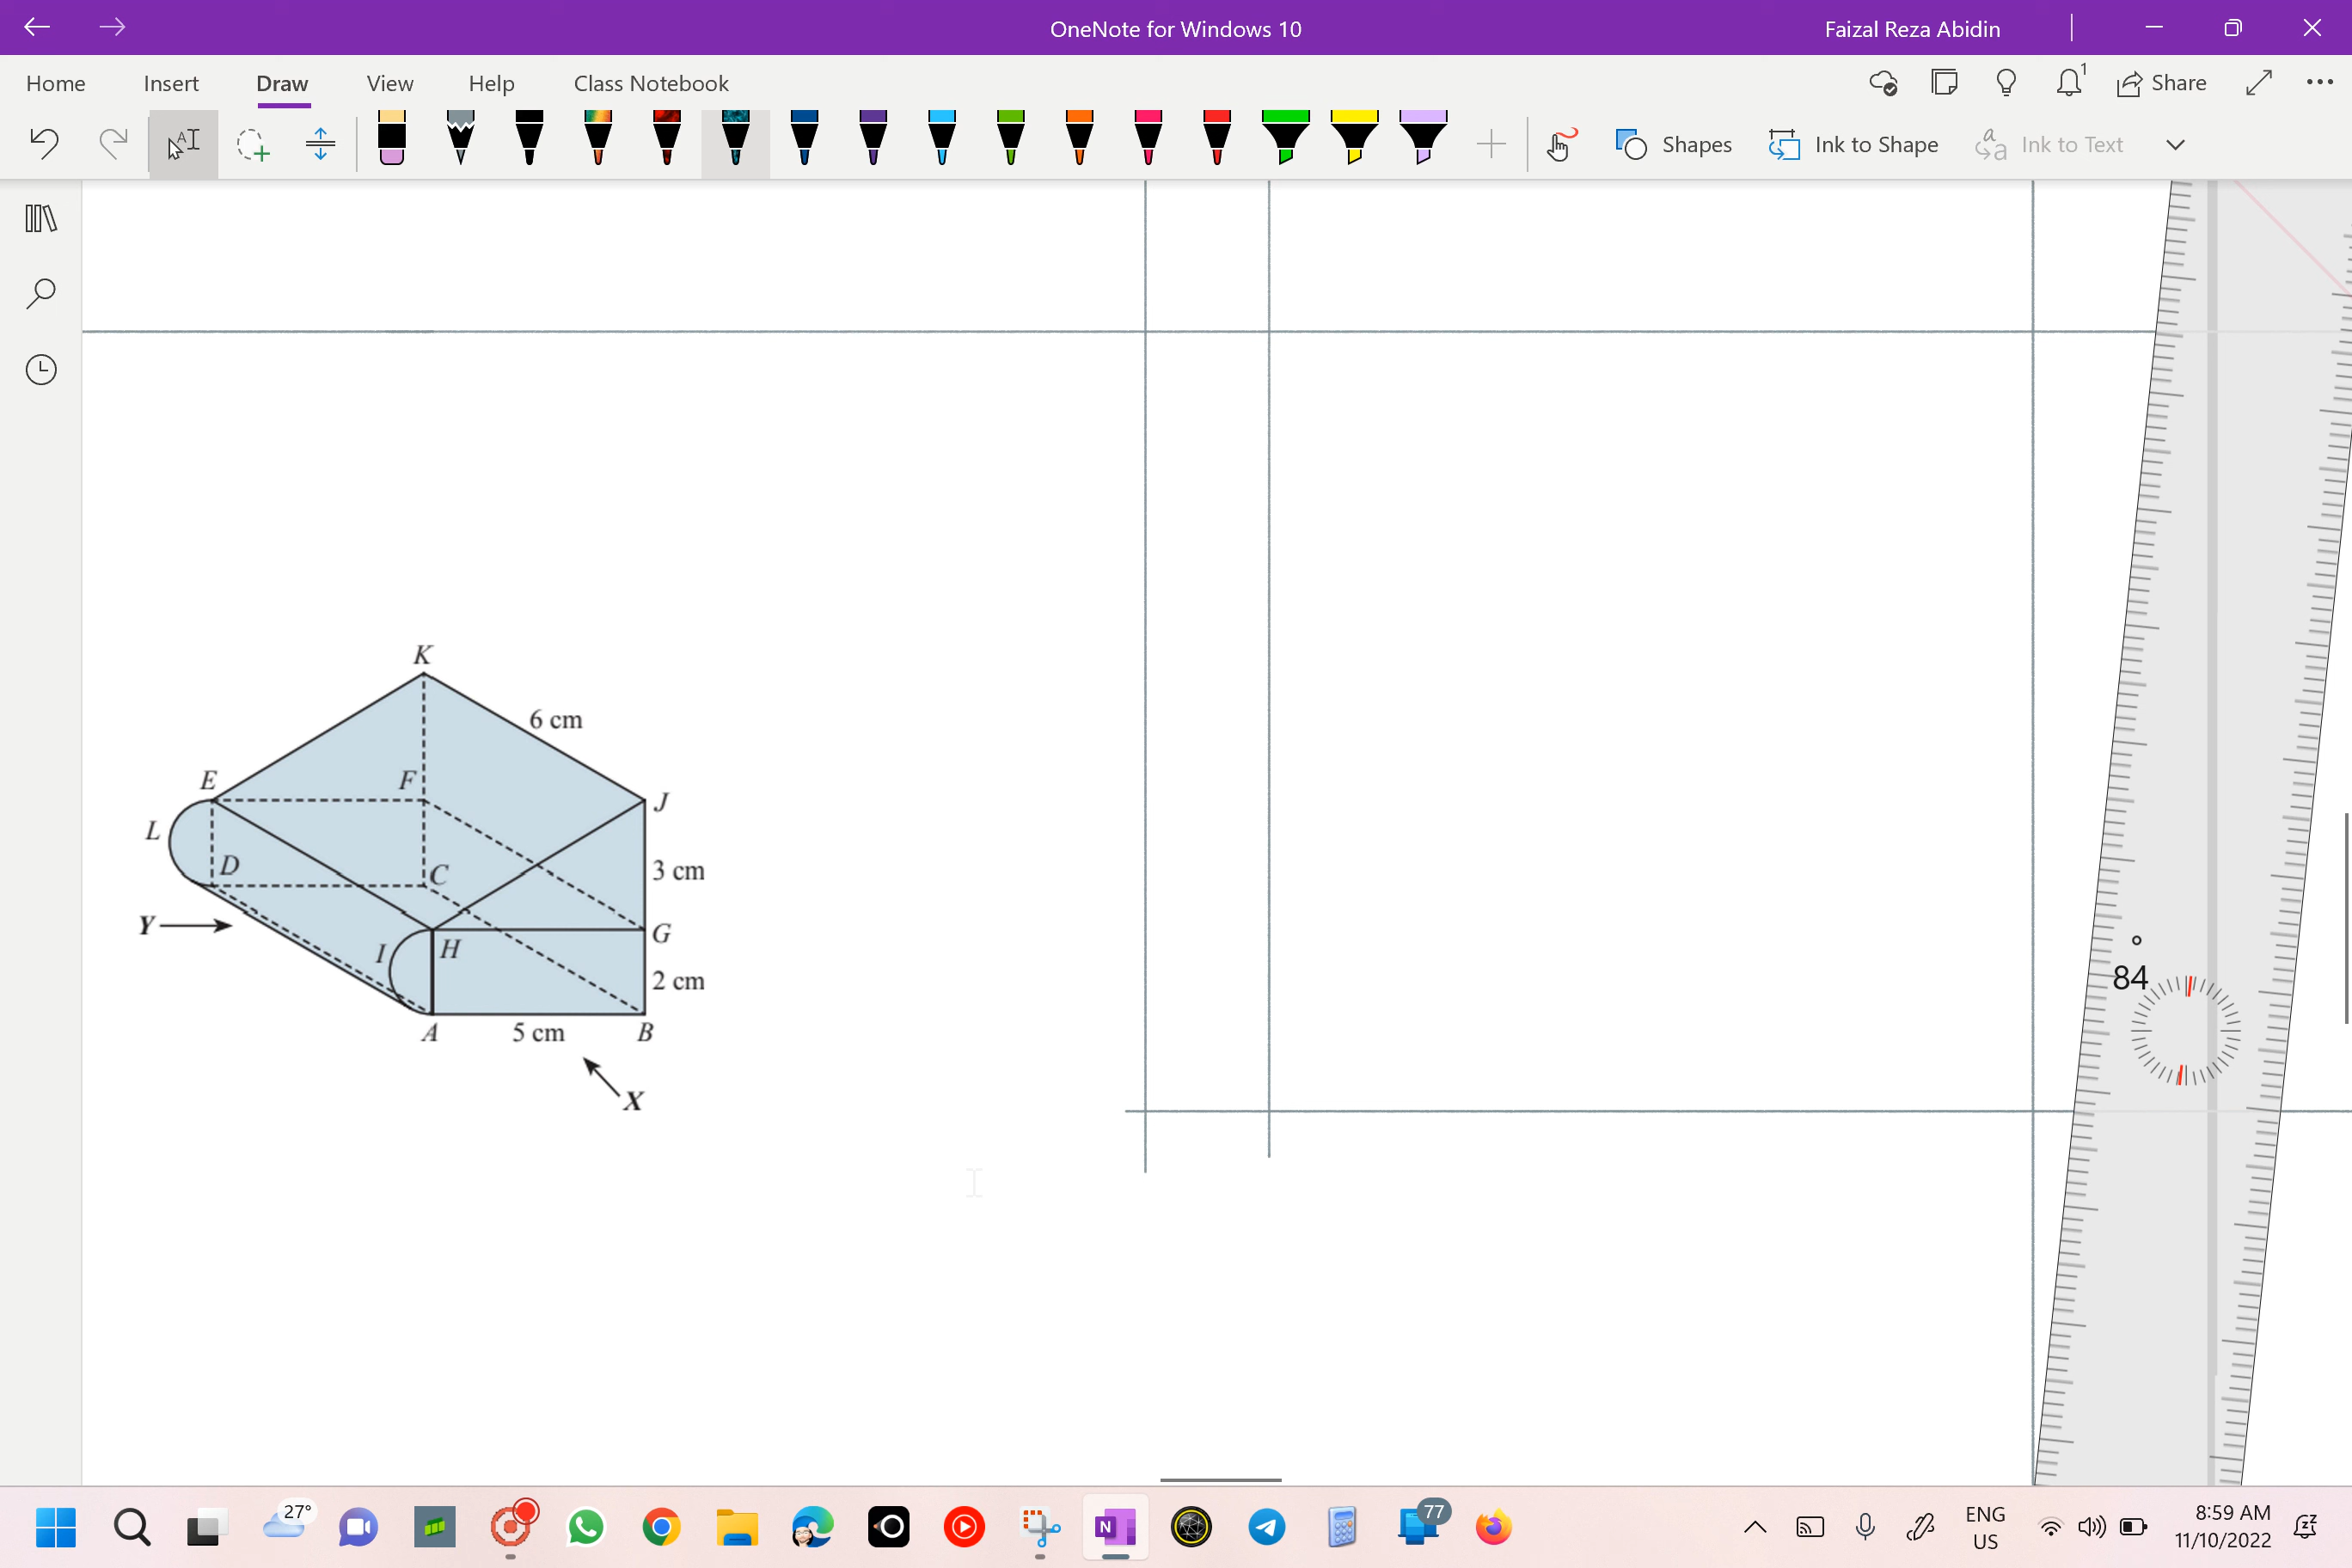 OneNote for Windows 10
Faizal Reza Abidin
Home Insert Draw View Help Class Notebook
1
Share
Shapes
Ink to Shape
Ink to Text
K
6 cm
E
F
J
L
D
C
3 cm
Y
G
I
H
2 cm
A
5 cm
B
X
°
84
27°
N
77
ENG
US
8:59 AM
11/10/2022